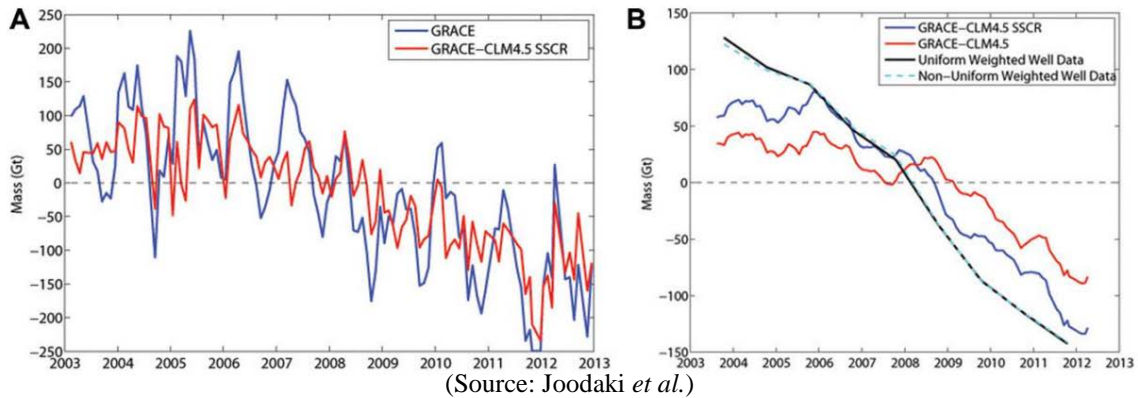 A
GRACE
GRACE−CLM4.5 SSCR
Mass (Gt)
250
200
150
100
50
0
−50
−100
−150
−200
−250
2003 2004 2005 2006 2007 2008 2009 2010 2011 2012 2013
B
GRACE−CLM4.5 SSCR
GRACE−CLM4.5
Uniform Weighted Well Data
Non−Uniform Weighted Well Data
Mass (Gt)
150
100
50
0
−50
−100
−150
2003 2004 2005 2006 2007 2008 2009 2010 2011 2012 2013
(Source: Joodaki et al.)